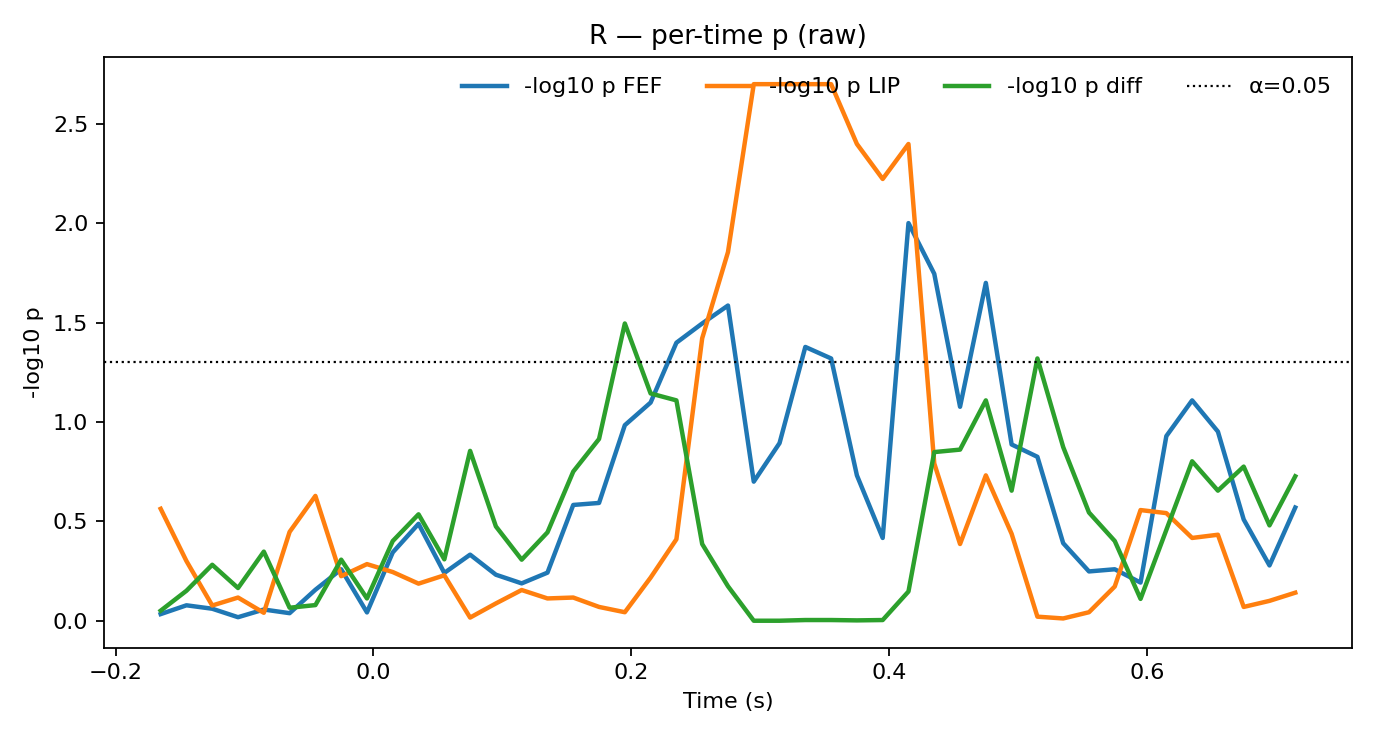 R — per-time p (raw)
-log10 p FEF -log10 p LIP -log10 p diff α=0.05
-log10 p
2.5
2.0
1.5
1.0
0.5
0.0
−0.2 0.0 0.2 0.4 0.6
Time (s)